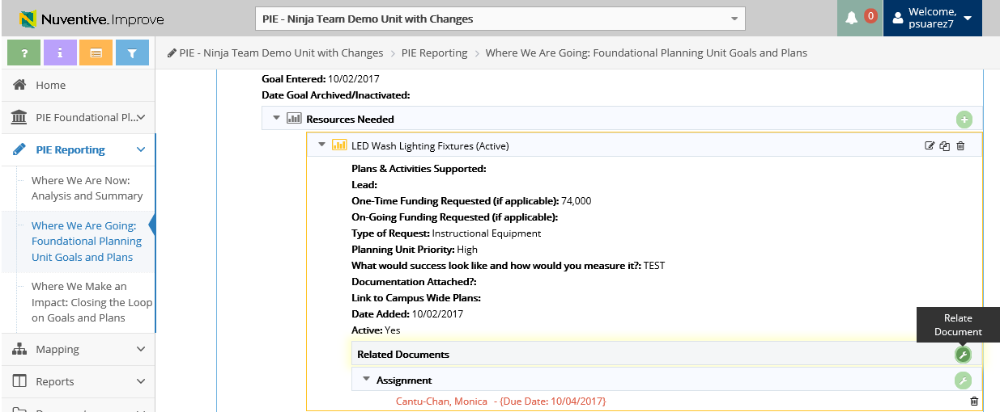 Nuventive.Improve
PIE - Ninja Team Demo Unit with Changes
0
Welcome,
psuarez7
?
i
PIE - Ninja Team Demo Unit with Changes > PIE Reporting > Where We Are Going: Foundational Planning Unit Goals and Plans
Home
PIE Foundational Pl...
PIE Reporting
Where We Are Now:
Analysis and Summary
Where We Are Going:
Foundational Planning
Unit Goals and Plans
Where We Make an
Impact: Closing the Loop
on Goals and Plans
Mapping
Reports
Goal Entered: 10/02/2017
Date Goal Archived/Inactivated:
Resources Needed
LED Wash Lighting Fixtures (Active)
Plans & Activities Supported:
Lead:
One-Time Funding Requested (if applicable): 74,000
On-Going Funding Requested (if applicable):
Type of Request: Instructional Equipment
Planning Unit Priority: High
What would success look like and how would you measure it?: TEST
Documentation Attached?:
Link to Campus Wide Plans:
Date Added: 10/02/2017
Active: Yes
Relate
Document
Related Documents
Assignment
Cantu-Chan, Monica - {Due Date: 10/04/2017}